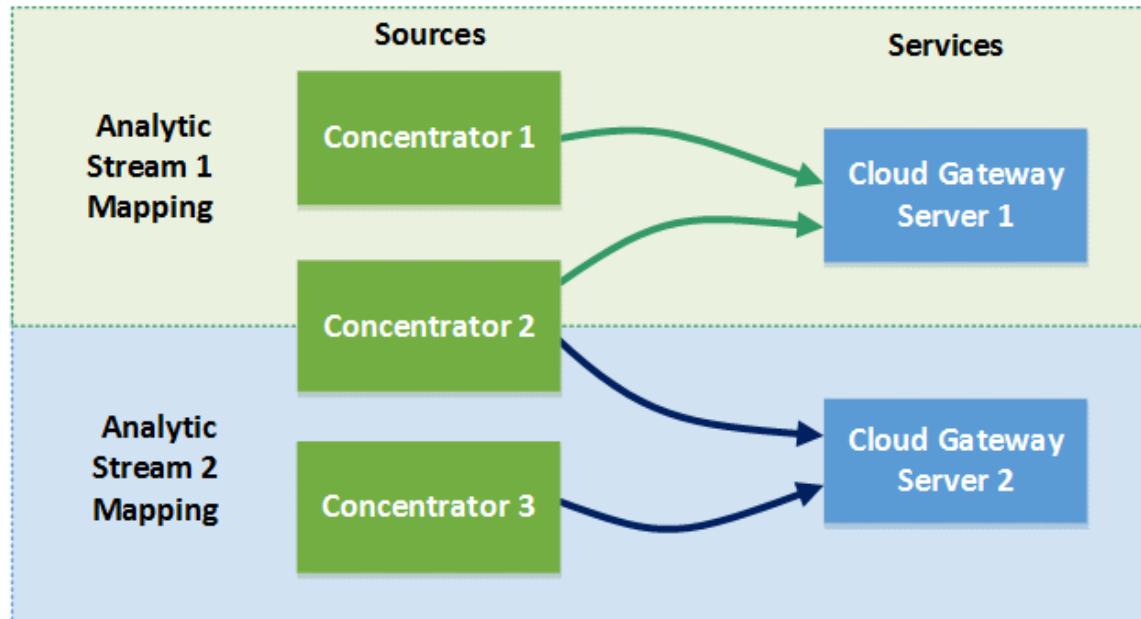 Sources
Services
Analytic
Stream 1
Mapping
Concentrator 1
Cloud Gateway
Server 1
Concentrator 2
Analytic
Stream 2
Mapping
Concentrator 3
Cloud Gateway
Server 2